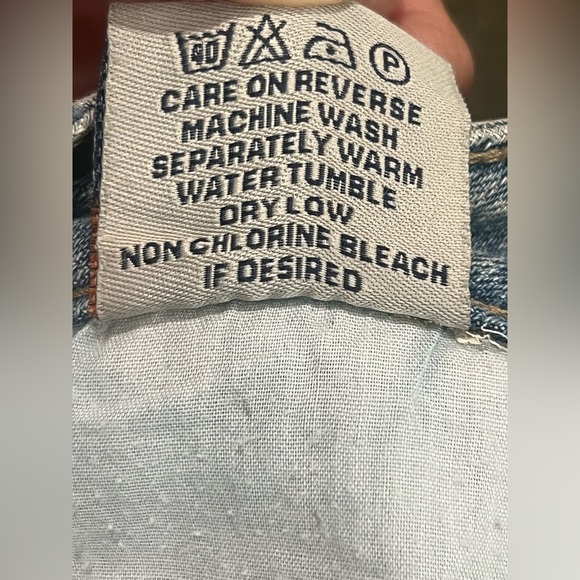 40 P
CARE ON REVERSE
MACHINE WASH
SEPARATELY WARM
WATER TUMBLE
DRY LOW
NON CHLORINE BLEACH
IF DESIRED